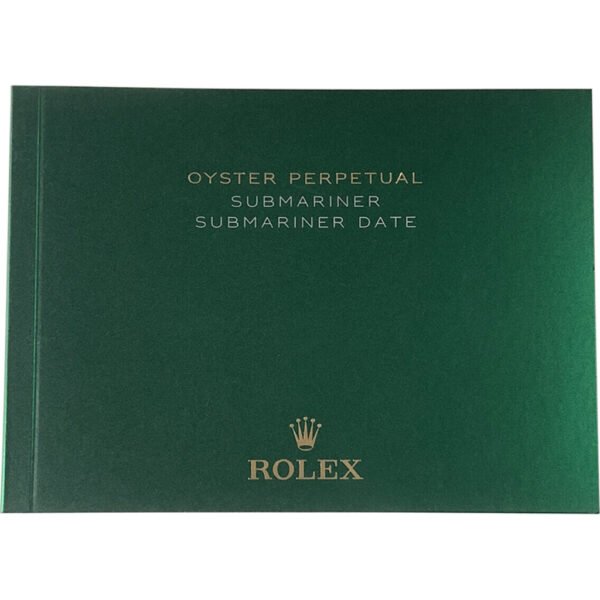 OYSTER PERPETUAL
SUBMARINER
SUBMARINER DATE
ROLEX